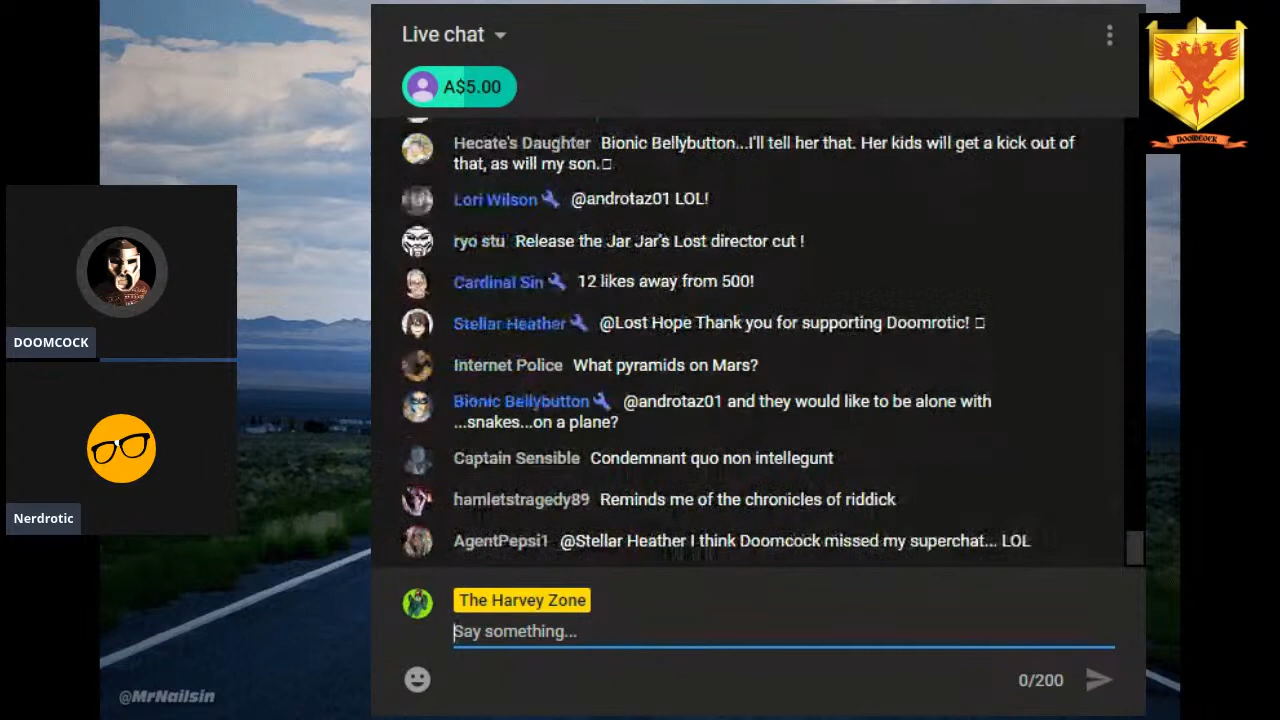 Live chat
A$5.00
DOOMCOCK
Hecate's Daughter Bionic Bellybutton...I'll tell her that. Her kids will get a kick out of
that, as will my son.
Lori Wilson @androtaz01 LOL!
ryo stu Release the Jar Jar's Lost director cut !
Cardinal Sin 12 likes away from 500!
Stellar Heather @Lost Hope Thank you for supporting Doomrotic!
DOOMCOCK
Internet Police What pyramids on Mars?
Bionic Bellybutton @androtaz01 and they would like to be alone with
...snakes...on a plane?
Captain Sensible Condemnant quo non intellegunt
hamletstragedy89 Reminds me of the chronicles of riddick
Nerdrotic
AgentPepsi1 @Stellar Heather I think Doomcock missed my superchat... LOL
The Harvey Zone
Say something...
0/200
@MrNailsin